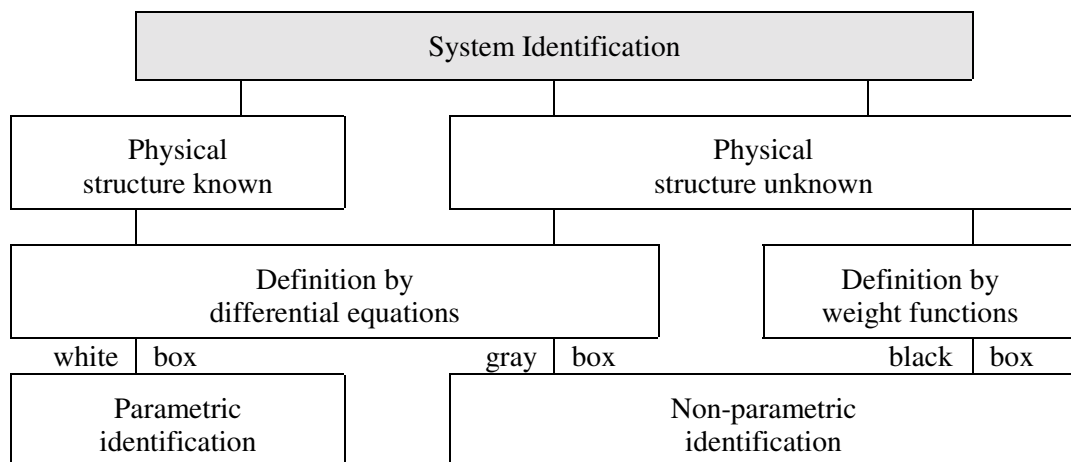 System Identification
Physical
structure known
Physical
structure unknown
Definition by
differential equations
Definition by
weight functions
white box
gray box
black box
Parametric
identification
Non-parametric
identification